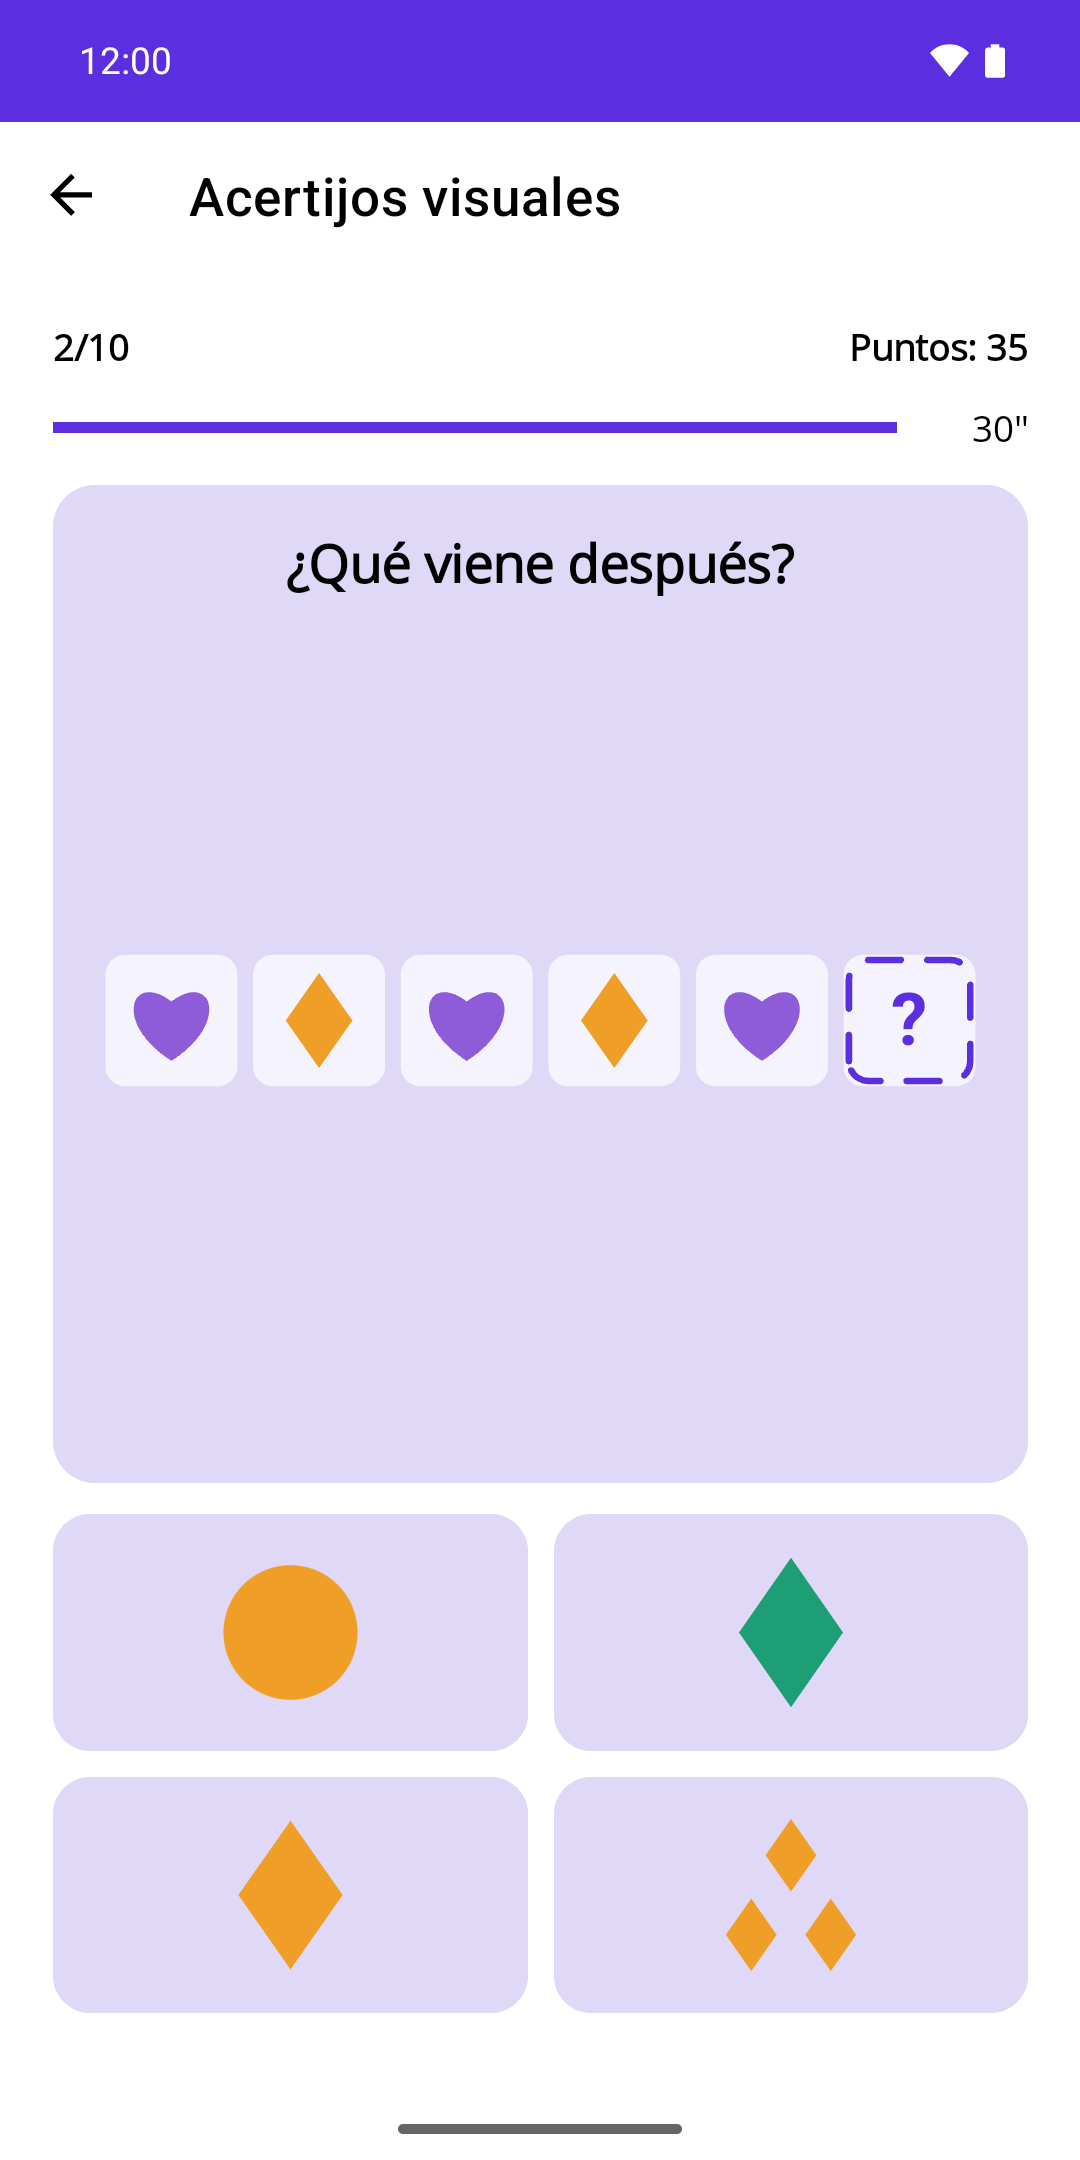 12:00
Acertijos visuales
2/10
Puntos: 35
30"
¿Qué viene después?
?